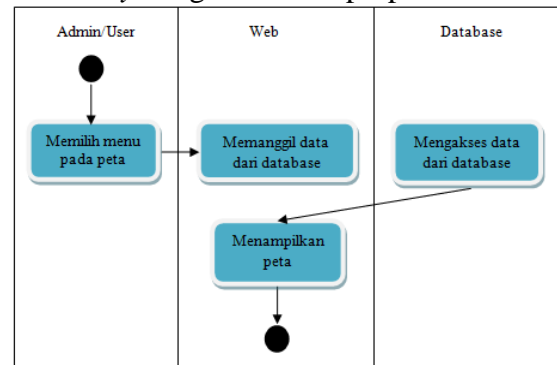 Admin/User
Web
Database
Memilih menu
pada peta
Memanggil data
dari database
Mengakses data
dari database
Menampilkan
peta